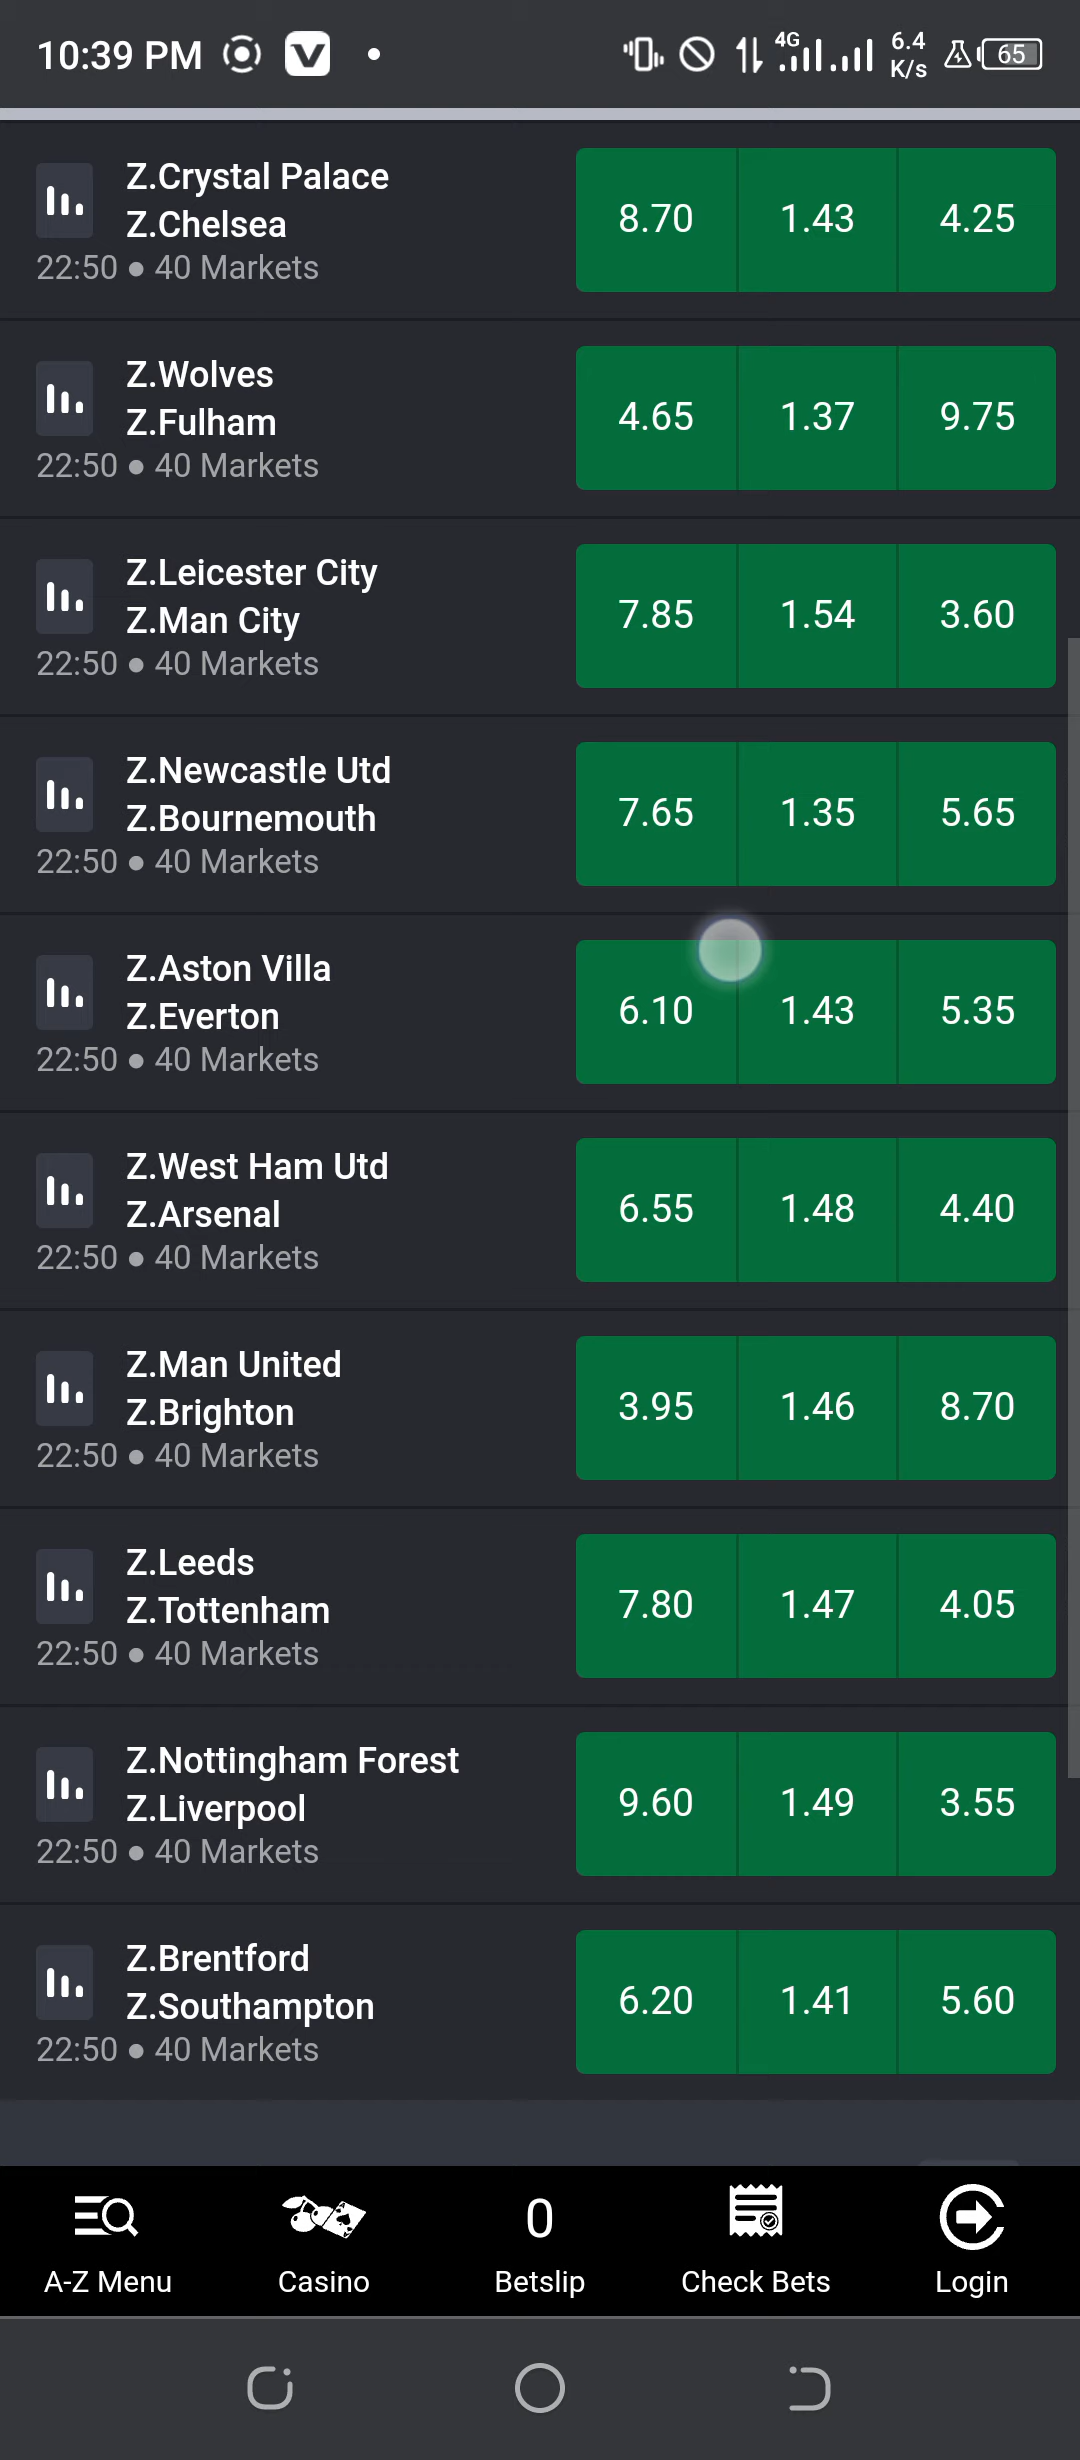 10:39 PM 4G 6.4 K/s 65
Z.Crystal Palace
Z.Chelsea
22:50 ● 40 Markets
8.70 1.43 4.25
Z.Wolves
Z.Fulham
22:50 ● 40 Markets
4.65 1.37 9.75
Z.Leicester City
Z.Man City
22:50 ● 40 Markets
7.85 1.54 3.60
Z.Newcastle Utd
Z.Bournemouth
22:50 ● 40 Markets
7.65 1.35 5.65
Z.Aston Villa
Z.Everton
22:50 ● 40 Markets
6.10 1.43 5.35
Z.West Ham Utd
Z.Arsenal
22:50 ● 40 Markets
6.55 1.48 4.40
Z.Man United
Z.Brighton
22:50 ● 40 Markets
3.95 1.46 8.70
Z.Leeds
Z.Tottenham
22:50 ● 40 Markets
7.80 1.47 4.05
Z.Nottingham Forest
Z.Liverpool
22:50 ● 40 Markets
9.60 1.49 3.55
Z.Brentford
Z.Southampton
22:50 ● 40 Markets
6.20 1.41 5.60
0
A-Z Menu Casino Betslip Check Bets Login